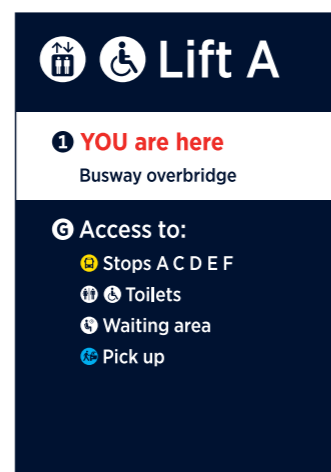 Lift A
1 YOU are here
Busway overbridge
G Access to:
Stops A C D E F
Toilets
Waiting area
Pick up